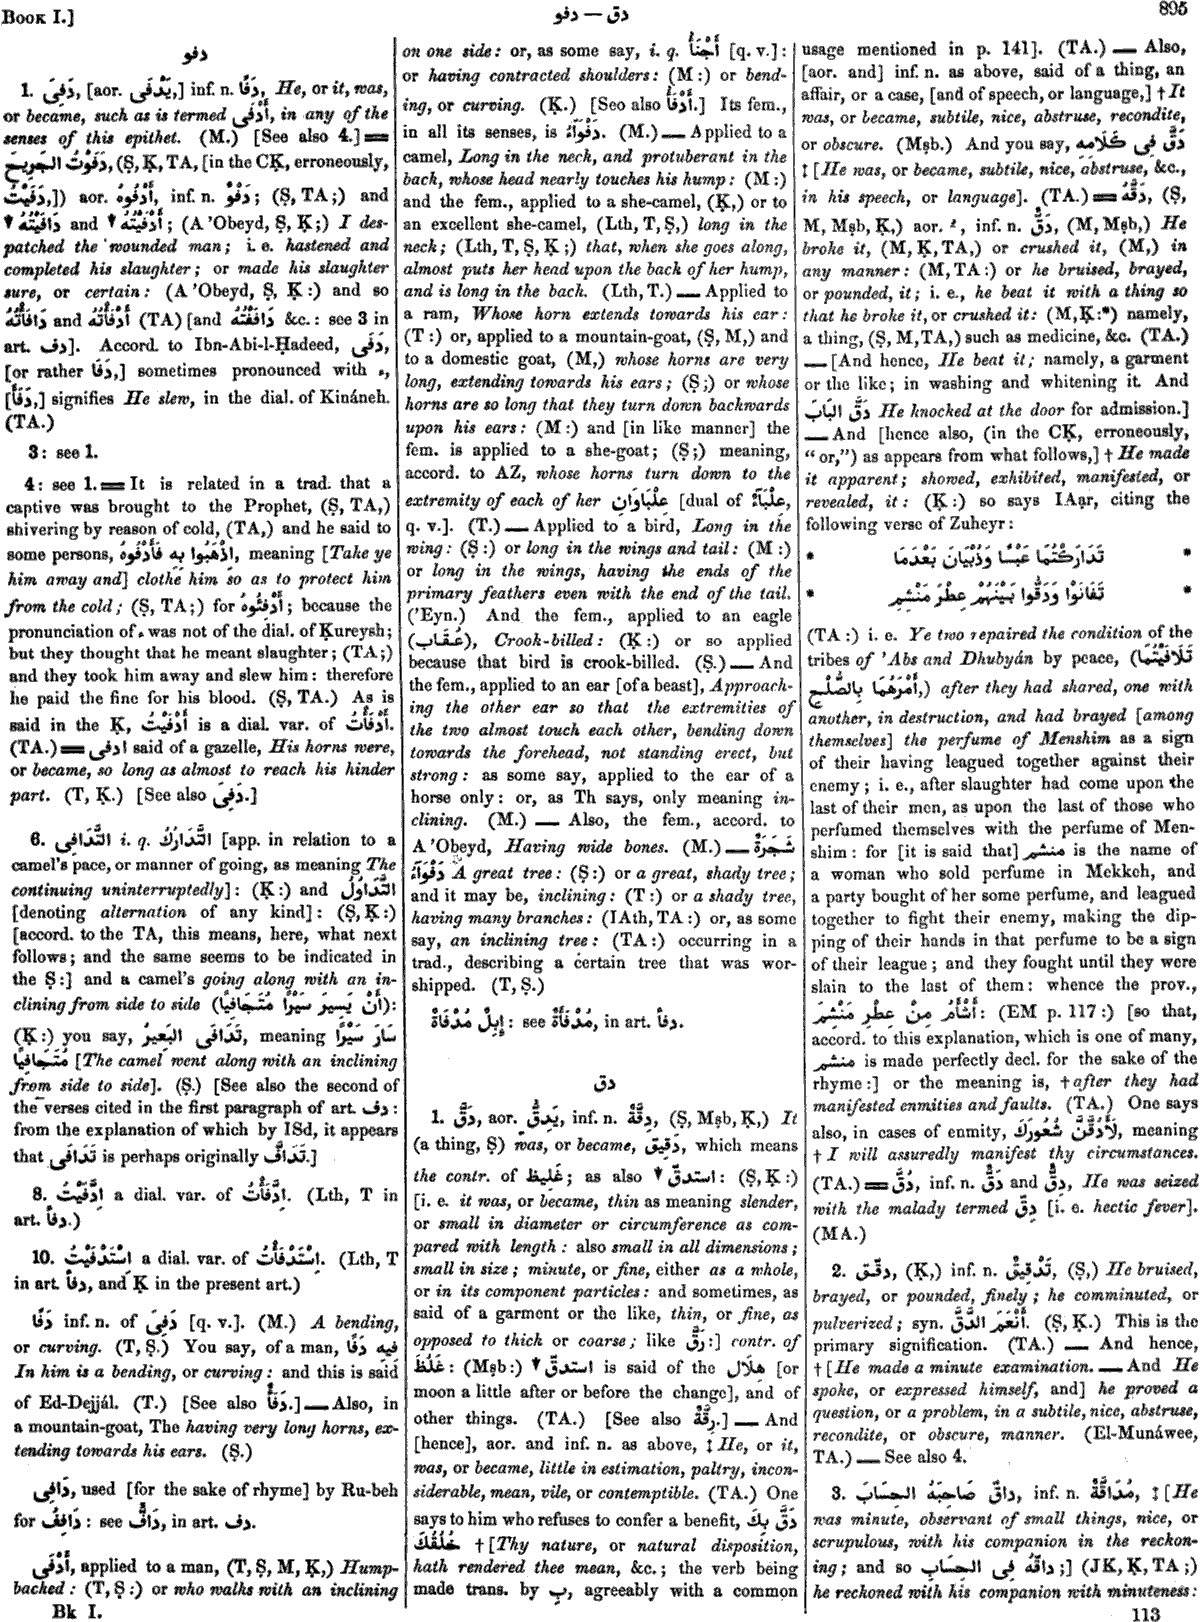 BOOK I.]
دق — دفو
895
دفو
1. دَفِىَ, [aor. يَدْفَى,] inf. n. دَفًا, He, or it, was,
or became, such as is termed أَدْفَى, in any of the
senses of this epithet. (M.) [See also 4.] ══
دَفَوْتُ الجَرِيحَ, (Ṣ, Ḳ, TA, [in the CḲ, erroneously,
دَفَيْتُ,]) aor. أَدْفُوهُ, inf. n. دَفْوٌ; (Ṣ, TA;) and
▼ دَافَيْتُهُ and ▼ أَدْفَيْتُهُ; (A 'Obeyd, Ṣ, Ḳ;) I des-
patched the wounded man; i. e. hastened and
completed his slaughter; or made his slaughter
sure, or certain: (A 'Obeyd, Ṣ, Ḳ:) and so
دَافَأْتُهُ and أَدْفَأْتُهُ (TA) [and دَافَفْتُهُ &c.: see 3 in
art. دف]. Accord. to Ibn-Abi-l-Ḥadeed, دَفَى,
[or rather دَفَا,] sometimes pronounced with ء,
[دَفَأَ,] signifies He slew, in the dial. of Kináneh.
(TA.)
3: see 1.
4: see 1. ══ It is related in a trad. that a
captive was brought to the Prophet, (Ṣ, TA,)
shivering by reason of cold, (TA,) and he said to
some persons, اِذْهَبُوا بِهِ فَأَدْفُوهُ, meaning [Take ye
him away and] clothe him so as to protect him
from the cold; (Ṣ, TA;) for أَدْفِئُوهُ; because the
pronunciation of ء was not of the dial. of Ḳureysh;
but they thought that he meant slaughter; (TA;)
and they took him away and slew him: therefore
he paid the fine for his blood. (Ṣ, TA.) As is
said in the Ḳ, أَدْفَيْتُ is a dial. var. of أَدْفَأْتُ.
(TA.) ══ ادفى said of a gazelle, His horns were,
or became, so long as almost to reach his hinder
part. (T, Ḳ.) [See also دَفِىَ.]
6. التَّدَافِى i. q. التَّدَارُكُ [app. in relation to a
camel's pace, or manner of going, as meaning The
continuing uninterruptedly]: (Ḳ:) and التَّدَاوُلُ
[denoting alternation of any kind]: (Ṣ, Ḳ:)
[accord. to the TA, this means, here, what next
follows; and the same seems to be indicated in
the Ṣ:] and a camel's going along with an in-
clining from side to side (أَنْ يَسِيرَ سَيْرًا مُتَجَافِيًا):
(Ḳ:) you say, تَدَافَى البَعِيرُ, meaning سَارَ سَيْرًا
مُتَجَافِيًا [The camel went along with an inclining
from side to side]. (Ṣ.) [See also the second of
the verses cited in the first paragraph of art. دف:
from the explanation of which by ISd, it appears
that تَدَافَى is perhaps originally تَدَافَّ.]
8. اِدَّفَيْتُ a dial. var. of اِدَّفَأْتُ. (Lth, T in
art. دفأ.)
10. اِسْتَدْفَيْتُ a dial. var. of اِسْتَدْفَأْتُ. (Lth, T
in art. دفأ, and Ḳ in the present art.)
دَفًا inf. n. of دَفِىَ [q. v.]. (M.) A bending,
or curving. (T, Ṣ.) You say, of a man, فِيهِ دَفًا
In him is a bending, or curving: and this is said
of Ed-Dejjál. (T.) [See also دَفَأٌ.] — Also, in
a mountain-goat, The having very long horns, ex-
tending towards his ears. (Ṣ.)
دَافِى, used [for the sake of rhyme] by Ru-beh
for دَافِفُ: see دَافٌّ, in art. دف.
أَدْفَى, applied to a man, (T, Ṣ, M, Ḳ,) Hump-
backed: (T, Ṣ:) or who walks with an inclining
Bk I.
on one side: or, as some say, i. q. أَجْنَأُ [q. v.]:
or having contracted shoulders: (M:) or bend-
ing, or curving. (Ḳ.) [See also أَدْفَأُ.] Its fem.,
in all its senses, is دَفْوَآءُ. (M.) — Applied to a
camel, Long in the neck, and protuberant in the
back, whose head nearly touches his hump: (M:)
and the fem., applied to a she-camel, (Ḳ,) or to
an excellent she-camel, (Lth, T, Ṣ,) long in the
neck; (Lth, T, Ṣ, Ḳ;) that, when she goes along,
almost puts her head upon the back of her hump,
and is long in the back. (Lth, T.) — Applied to
a ram, Whose horn extends towards his ear:
(T:) or, applied to a mountain-goat, (Ṣ, M,) and
to a domestic goat, (M,) whose horns are very
long, extending towards his ears; (Ṣ;) or whose
horns are so long that they turn down backwards
upon his ears: (M:) and [in like manner] the
fem. is applied to a she-goat; (Ṣ;) meaning,
accord. to AZ, whose horns turn down to the
extremity of each of her عِلْبَاوَانِ [dual of عِلْبَآءٌ,
q. v.]. (T.) — Applied to a bird, Long in the
wing: (Ṣ:) or long in the wings and tail: (M:)
or long in the wings, having the ends of the
primary feathers even with the end of the tail.
('Eyn.) And the fem., applied to an eagle
(عُقَاب), Crook-billed: (Ḳ:) or so applied
because that bird is crook-billed. (Ṣ.) — And
the fem., applied to an ear [of a beast], Approach-
ing the other ear so that the extremities of
the two almost touch each other, bending down
towards the forehead, not standing erect, but
strong: as some say, applied to the ear of a
horse only: or, as Th says, only meaning in-
clining. (M.) — Also, the fem., accord. to
A 'Obeyd, Having wide bones. (M.) — شَجَرَةٌ
دَفْوَآءُ A great tree: (Ṣ:) or a great, shady tree;
and it may be, inclining: (T:) or a shady tree,
having many branches: (IAth, TA:) or, as some
say, an inclining tree: (TA:) occurring in a
trad., describing a certain tree that was wor-
shipped. (T, Ṣ.)
إِبِلٌ مُدْفَاةٌ: see مُدْفَأَةٌ, in art. دفأ.
دق
1. دَقَّ, aor. يَدِقُّ, inf. n. دِقَّةٌ, (Ṣ, Mṣb, Ḳ,) It
(a thing, Ṣ) was, or became, دَقِيق, which means
the contr. of غَلِيظ; as also ▼ استدقّ: (Ṣ, Ḳ:)
[i. e. it was, or became, thin as meaning slender,
or small in diameter or circumference as com-
pared with length: also small in all dimensions;
small in size; minute, or fine, either as a whole,
or in its component particles: and sometimes, as
said of a garment or the like, thin, or fine, as
opposed to thick or coarse; like رَقَّ:] contr. of
غَلُظَ: (Mṣb:) ▼ استدقّ is said of the هِلَال [or
moon a little after or before the change], and of
other things. (TA.) [See also دِقَّةٌ.] — And
[hence], aor. and inf. n. as above, ‡ He, or it,
was, or became, little in estimation, paltry, incon-
siderable, mean, vile, or contemptible. (TA.) One
says to him who refuses to confer a benefit, دَقَّ بِكَ
خُلُقُكَ † [Thy nature, or natural disposition,
hath rendered thee mean, &c.; the verb being
made trans. by بِ, agreeably with a common
usage mentioned in p. 141]. (TA.) — Also,
[aor. and] inf. n. as above, said of a thing, an
affair, or a case, [and of speech, or language,] † It
was, or became, subtile, nice, abstruse, recondite,
or obscure. (Mṣb.) And you say, دَقَّ فِى كَلَامِهِ
‡ [He was, or became, subtile, nice, abstruse, &c.,
in his speech, or language]. (TA.) ══ دَقَّهُ, (Ṣ,
M, Mṣb, Ḳ,) aor. ـُ, inf. n. دَقٌّ, (M, Mṣb,) He
broke it, (M, Ḳ, TA,) or crushed it, (M,) in
any manner: (M, TA:) or he bruised, brayed,
or pounded, it; i. e., he beat it with a thing so
that he broke it, or crushed it: (M, Ḳ:*) namely,
a thing, (Ṣ, M, TA,) such as medicine, &c. (TA.)
— [And hence, He beat it; namely, a garment
or the like; in washing and whitening it. And
دَقَّ البَابَ He knocked at the door for admission.]
— And [hence also, (in the CḲ, erroneously,
“or,”) as appears from what follows,] † He made
it apparent; showed, exhibited, manifested, or
revealed, it: (Ḳ:) so says IAạr, citing the
following verse of Zuheyr:
* تَدَارَكْتُمَا عَبْسًا وَذُبْيَانَ بَعْدَمَا *
* تَفَانَوْا وَدَقُّوا بَيْنَهُمْ عِطْرَ مَنْشِمِ *
(TA:) i. e. Ye two repaired the condition of the
tribes of 'Abs and Dhubyán by peace, (تَلَافَيْتُمَا
أَمْرَهُمَا بِالصُّلْحِ,) after they had shared, one with
another, in destruction, and had brayed [among
themselves] the perfume of Menshim as a sign
of their having leagued together against their
enemy; i. e., after slaughter had come upon the
last of their men, as upon the last of those who
perfumed themselves with the perfume of Men-
shim: for [it is said that] منشم is the name of
a woman who sold perfume in Mekkeh, and
a party bought of her some perfume, and leagued
together to fight their enemy, making the dip-
ping of their hands in that perfume to be a sign
of their league; and they fought until they were
slain to the last of them: whence the prov.,
أَشْأَمُ مِنْ عِطْرِ مَنْشِمَ: (EM p. 117:) [so that,
accord. to this explanation, which is one of many,
منشم is made perfectly decl. for the sake of the
rhyme:] or the meaning is, † after they had
manifested enmities and faults. (TA.) One says
also, in cases of enmity, لَأَدُقَّنَّ شُقُورَكَ, meaning
† I will assuredly manifest thy circumstances.
(TA.) ══ دُقَّ, inf. n. دَقٌّ and دِقٌّ, He was seized
with the malady termed دِقّ [i. e. hectic fever].
(MA.)
2. دقّق, (Ḳ,) inf. n. تَدْقِيقٌ, (Ṣ,) He bruised,
brayed, or pounded, finely; he comminuted, or
pulverized; syn. أَنْعَمَ الدَّقَّ. (Ṣ, Ḳ.) This is the
primary signification. (TA.) — And hence,
† [He made a minute examination. — And He
spoke, or expressed himself, and] he proved a
question, or a problem, in a subtile, nice, abstruse,
recondite, or obscure, manner. (El-Munáwee,
TA.) — See also 4.
3. داقّ صَاحِبَهُ الحِسَابَ, inf. n. مُدَاقَّةٌ, ‡ [He
was minute, observant of small things, nice, or
scrupulous, with his companion in the reckon-
ing; and so داقّهُ فِى الحِسَابِ;] (JK, Ḳ, TA;)
he reckoned with his companion with minuteness:
113